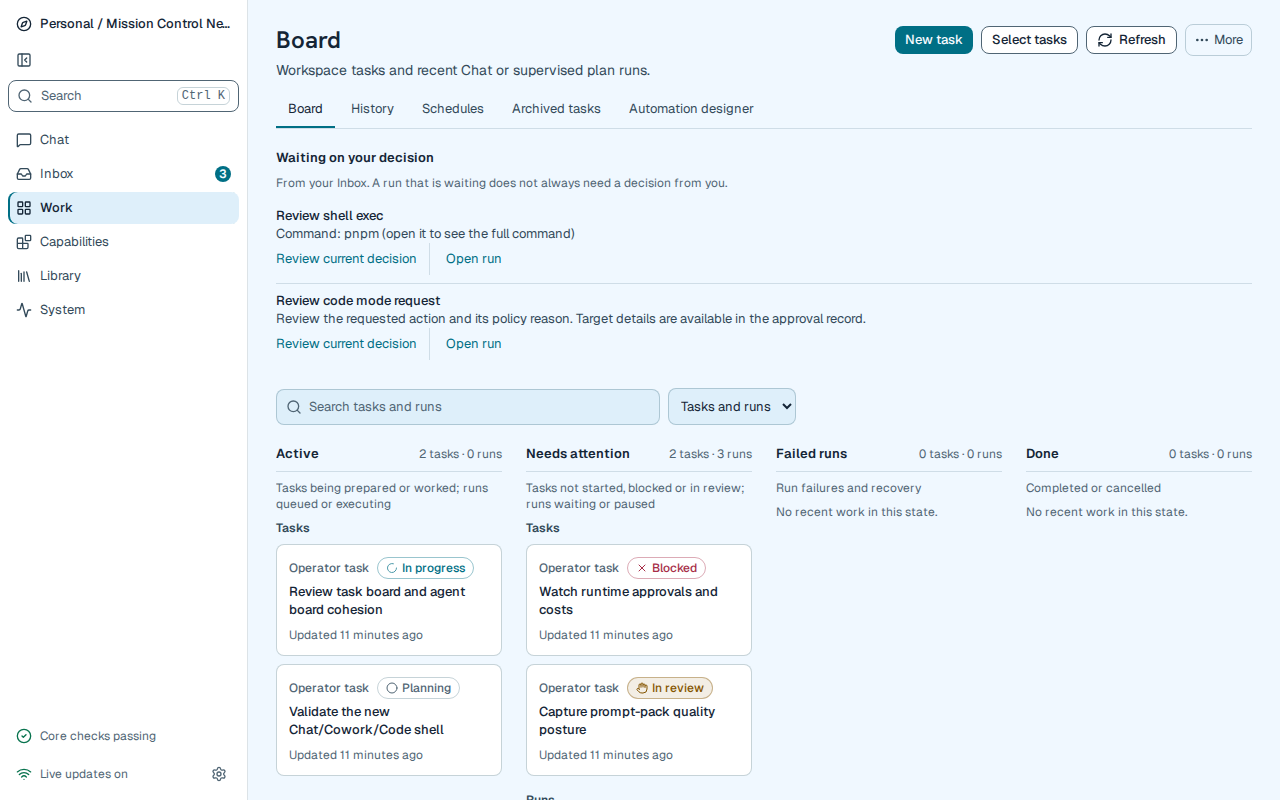 Personal / Mission Control Ne...
Search
Ctrl K
Chat
Inbox
3
Work
Capabilities
Library
System
Core checks passing
Live updates on
Board
New task
Select tasks
Refresh
More
Workspace tasks and recent Chat or supervised plan runs.
Board
History
Schedules
Archived tasks
Automation designer
Waiting on your decision
From your Inbox. A run that is waiting does not always need a decision from you.
Review shell exec
Command: pnpm (open it to see the full command)
Review current decision
Open run
Review code mode request
Review the requested action and its policy reason. Target details are available in the approval record.
Review current decision
Open run
Search tasks and runs
Tasks and runs
Active
2 tasks · 0 runs
Tasks being prepared or worked; runs
queued or executing
Tasks
Operator task
In progress
Review task board and agent
board cohesion
Updated 11 minutes ago
Operator task
Planning
Validate the new
Chat/Cowork/Code shell
Updated 11 minutes ago
Needs attention
2 tasks · 3 runs
Tasks not started, blocked or in review;
runs waiting or paused
Tasks
Operator task
Blocked
Watch runtime approvals and
costs
Updated 11 minutes ago
Operator task
In review
Capture prompt-pack quality
posture
Updated 11 minutes ago
Runs
Failed runs
0 tasks · 0 runs
Run failures and recovery
No recent work in this state.
Done
0 tasks · 0 runs
Completed or cancelled
No recent work in this state.